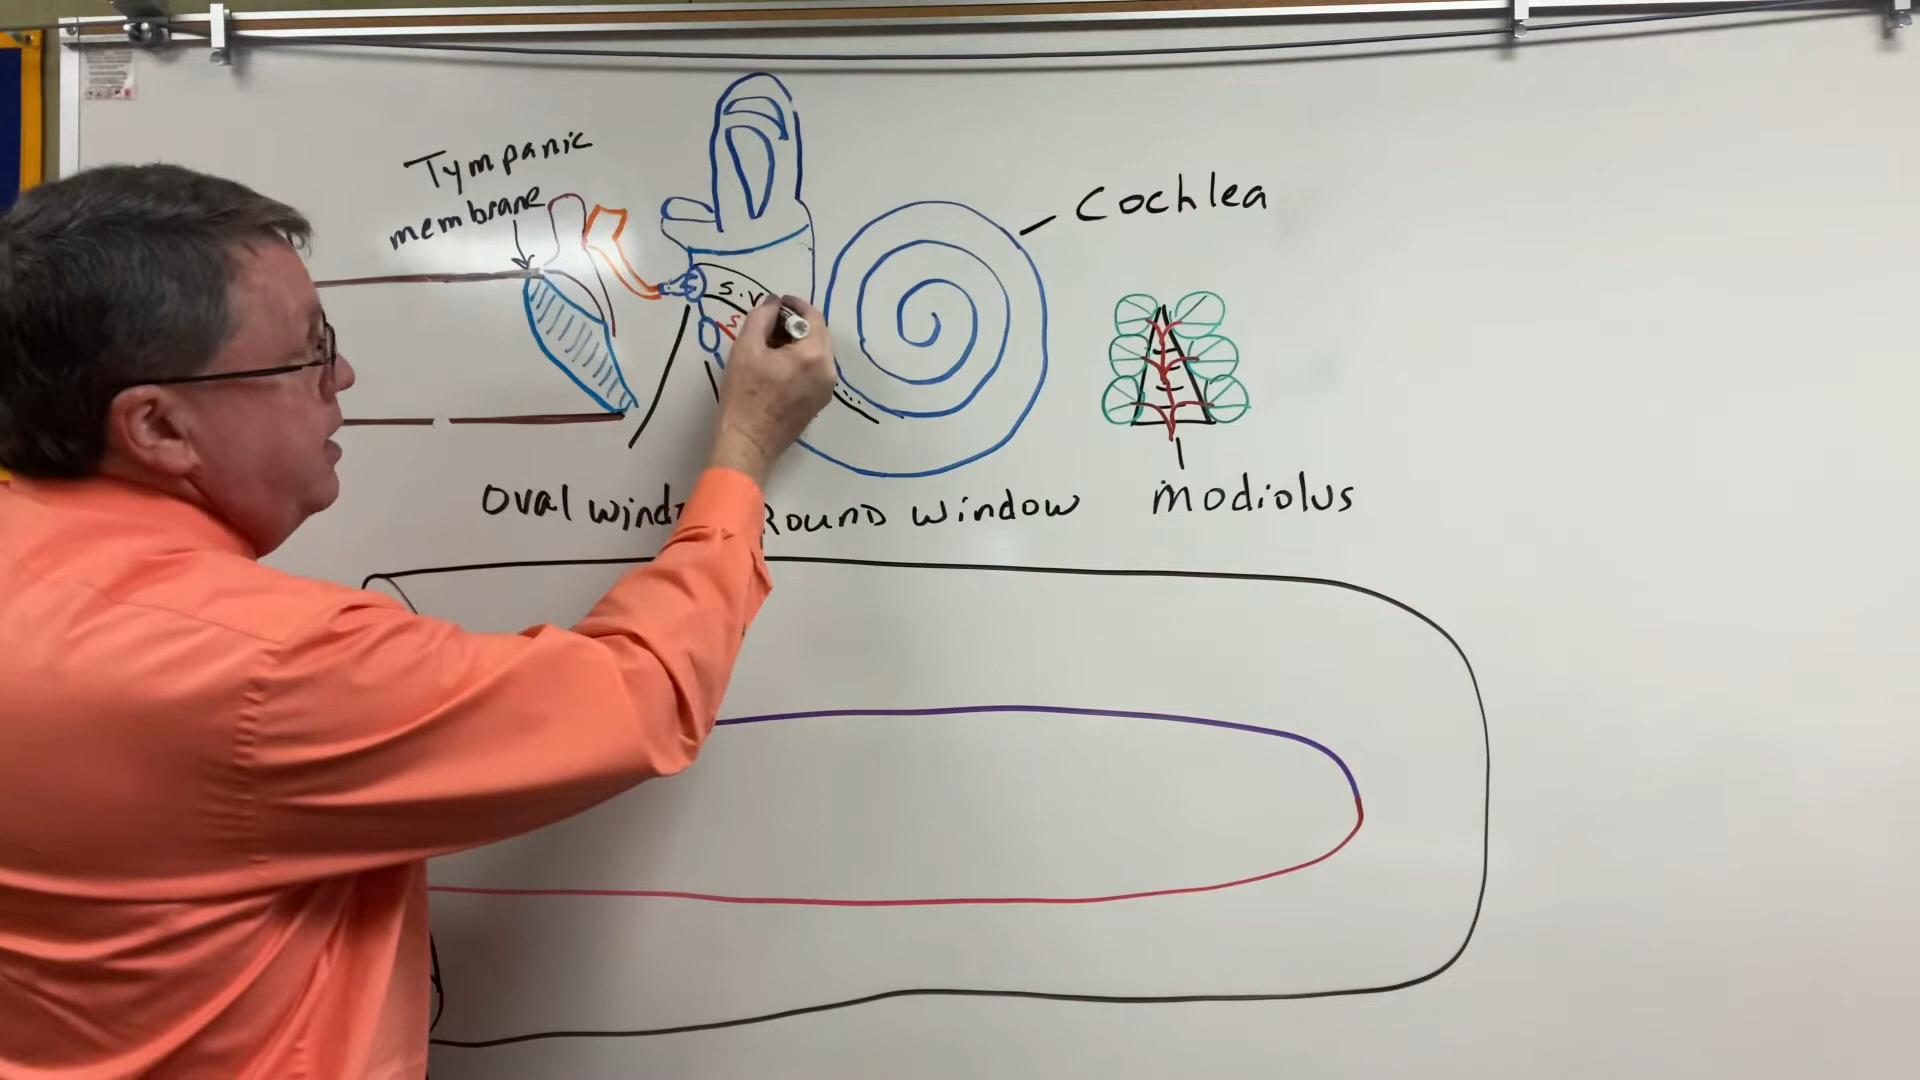 Tympanic
membrane
Cochlea
S.V
S
Oval wind
Round window
modiolus